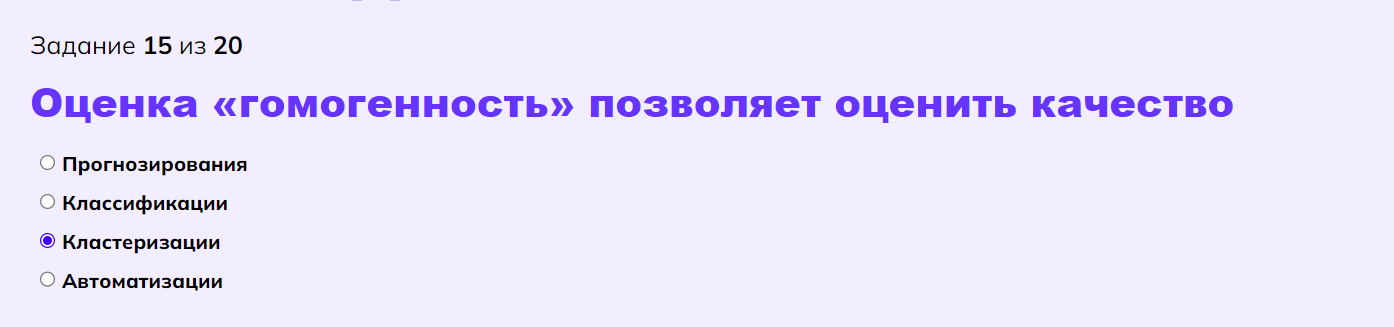 Задание 15 из 20
Оценка «гомогенность» позволяет оценить качество
Прогнозирования
Классификации
Кластеризации
Автоматизации